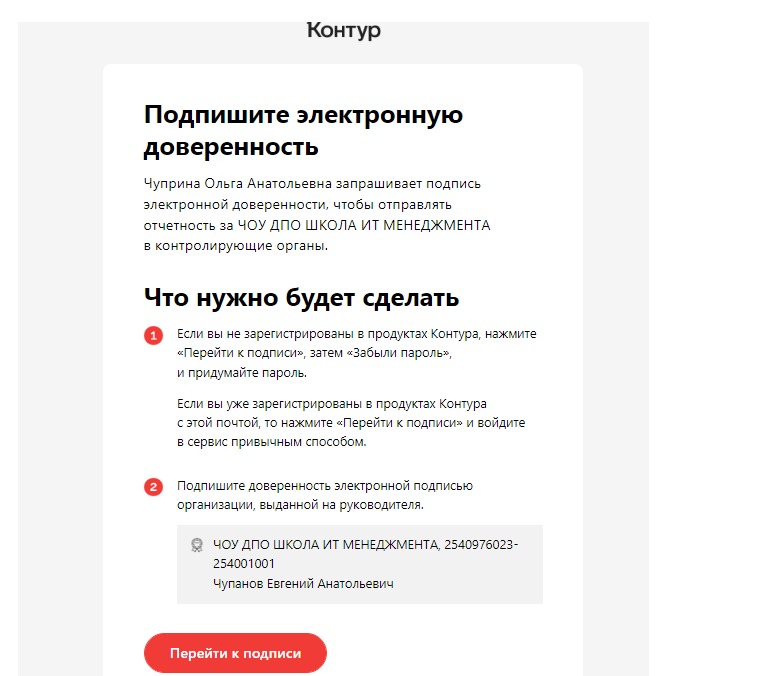 Контур
Подпишите электронную
доверенность
Чуприна Ольга Анатольевна запрашивает подпись
электронной доверенности, чтобы отправлять
отчетность за ЧОУ ДПО ШКОЛА ИТ МЕНЕДЖМЕНТА
в контролирующие органы.
Что нужно будет сделать
1 Если вы не зарегистрированы в продуктах Контура, нажмите
«Перейти к подписи», затем «Забыли пароль»,
и придумайте пароль.
Если вы уже зарегистрированы в продуктах Контура
с этой почтой, то нажмите «Перейти к подписи» и войдите
в сервис привычным способом.
2 Подпишите доверенность электронной подписью
организации, выданной на руководителя.
ЧОУ ДПО ШКОЛА ИТ МЕНЕДЖМЕНТА, 2540976023-
254001001
Чупанов Евгений Анатольевич
Перейти к подписи